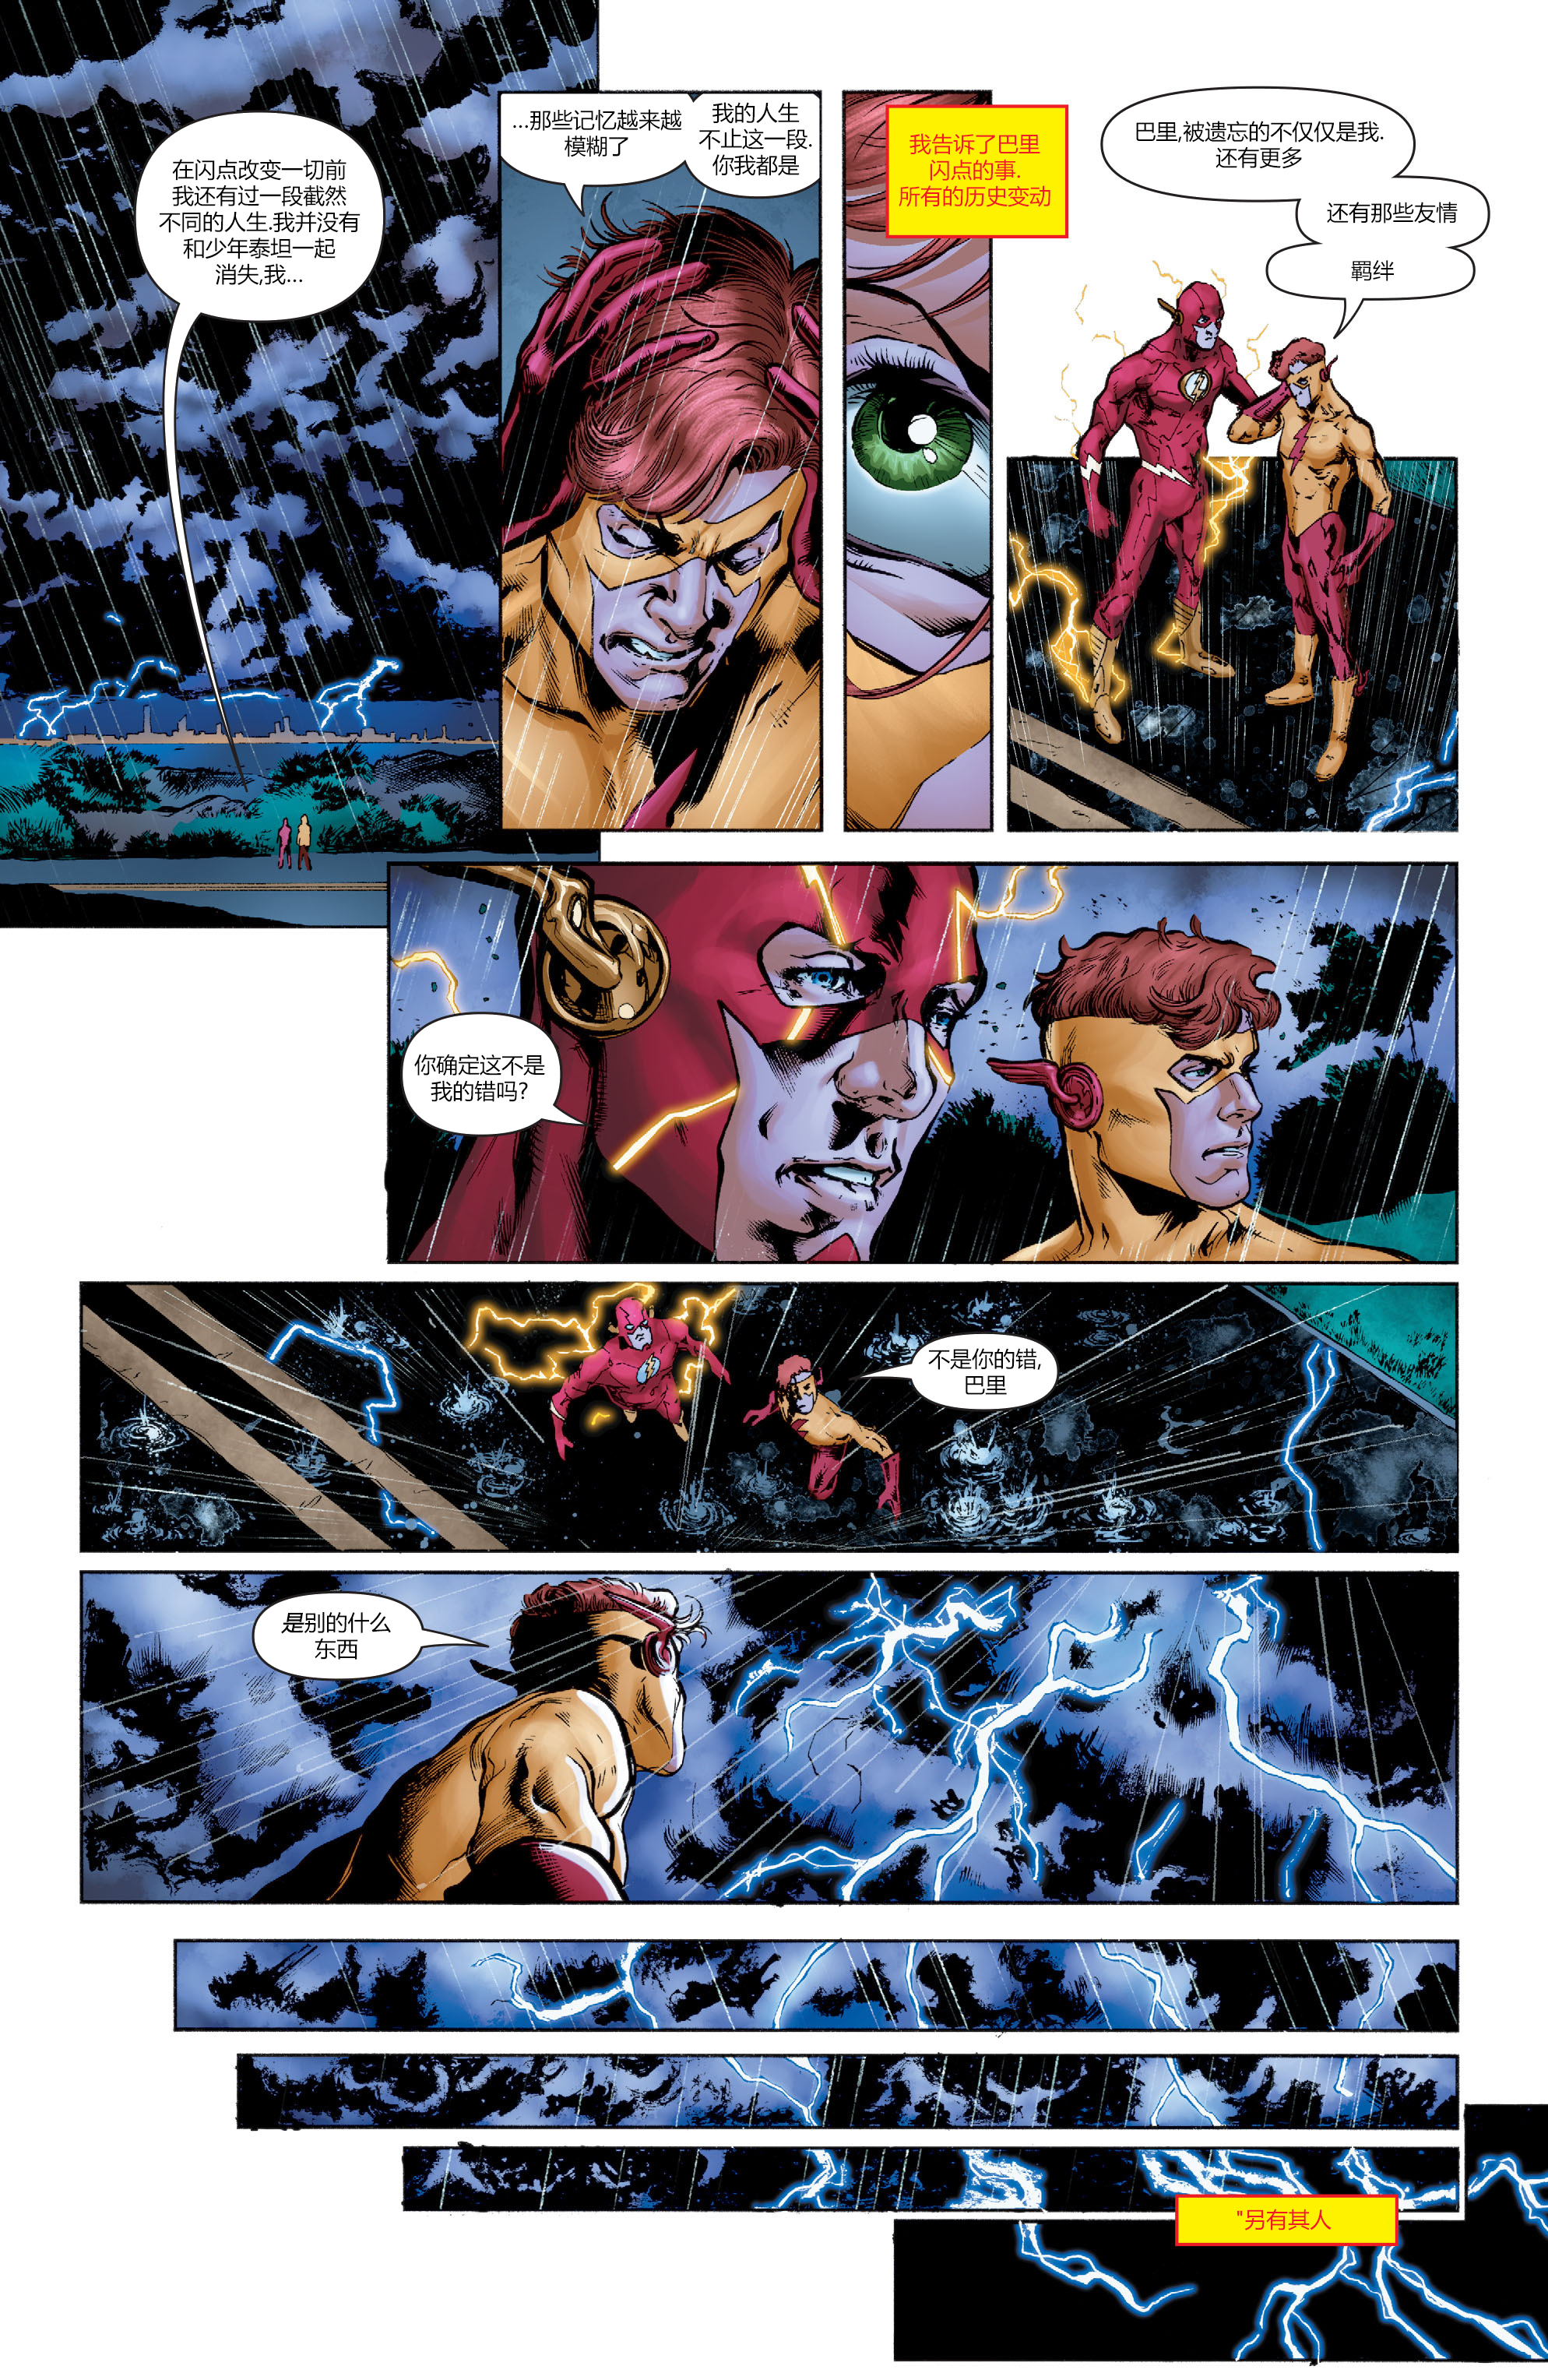 在闪点改变一切前
我还有过一段截然
不同的人生.我并没有
和少年泰坦一起
消失,我...
...那些记忆越来越
模糊了
我的人生
不止这一段.
你我都是
我告诉了巴里
闪点的事.
所有的历史变动
巴里,被遗忘的不仅仅是我.
还有更多
还有那些友情
羁绊
你确定这不是
我的错吗?
不是你的错,
巴里
是别的什么
东西
"另有其人